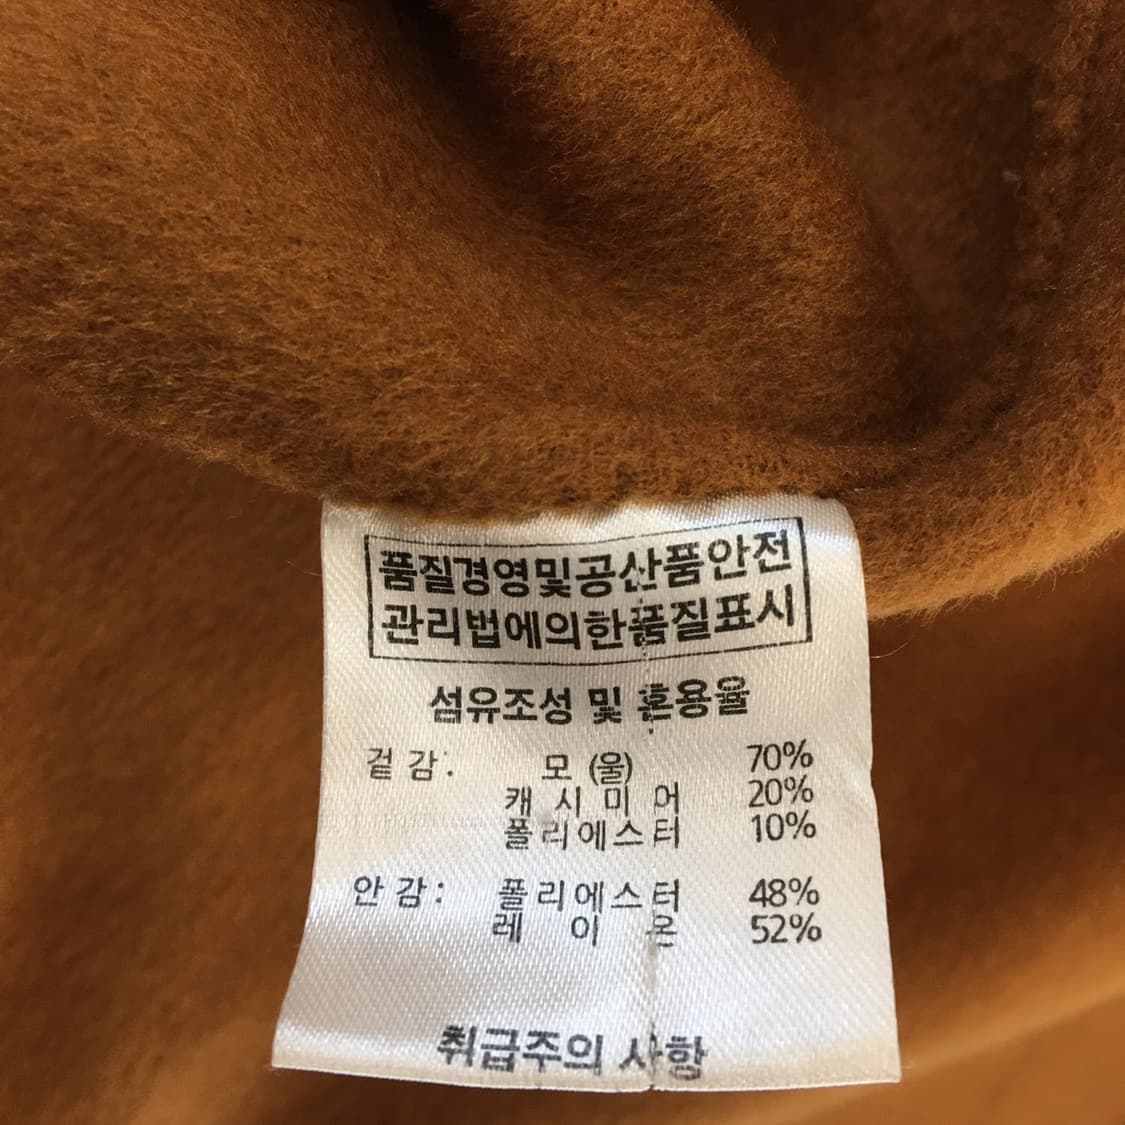 품질경영및공산품안전
관리법에의한품질표시
섬유조성 및 혼용율
겉 감 : 모 (울) 70%
캐 시 미 어 20%
폴리에스터 10%
안 감 : 폴리에스터 48%
레 이 온 52%
취급주의 사항